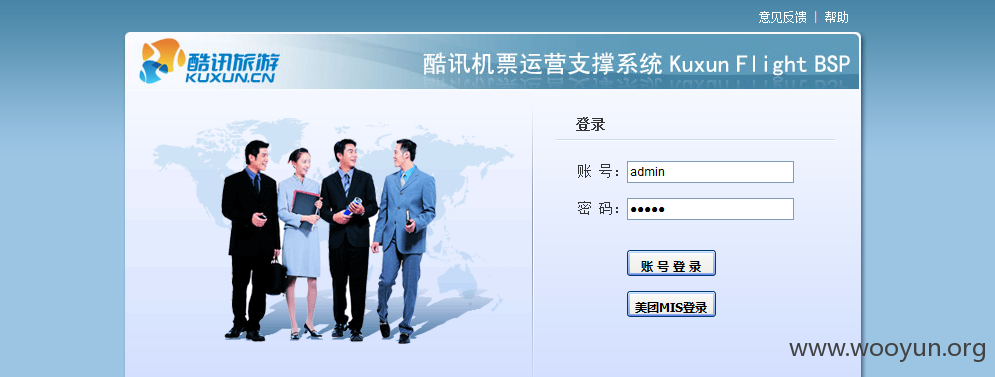 意见反馈 | 帮助
酷讯旅游
KUXUN.CN
酷讯机票运营支撑系统 Kuxun Flight BSP
登录
账 号： admin
密 码： •••••
账 号 登 录
美团MIS登录
www.wooyun.org